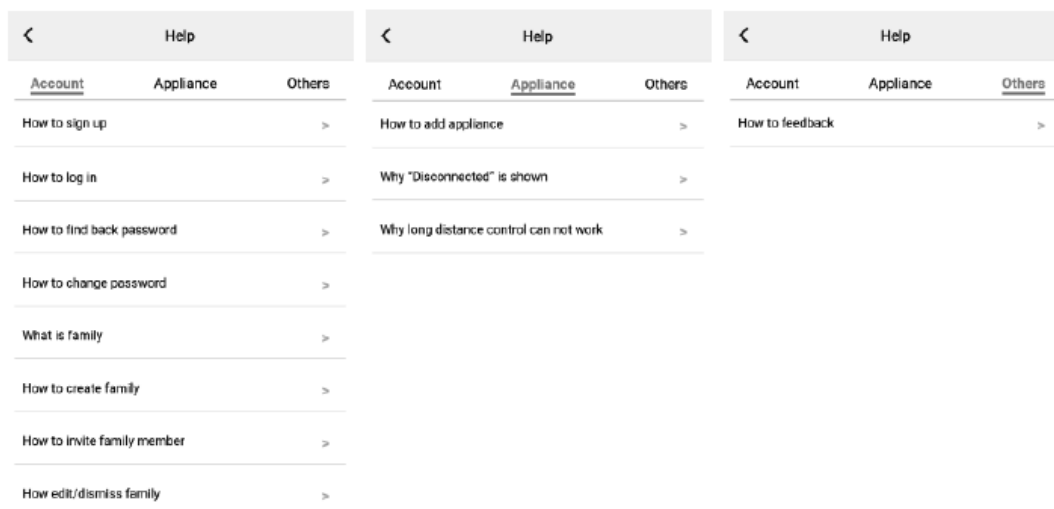 Help
Account Appliance Others
How to sign up >
How to log in >
How to find back password >
How to change password >
What is family >
How to create family >
How to invite family member >
How edit/dismiss family >
Help
Account Appliance Others
How to add appliance >
Why "Disconnected" is shown >
Why long distance control can not work >
Help
Account Appliance Others
How to feedback >